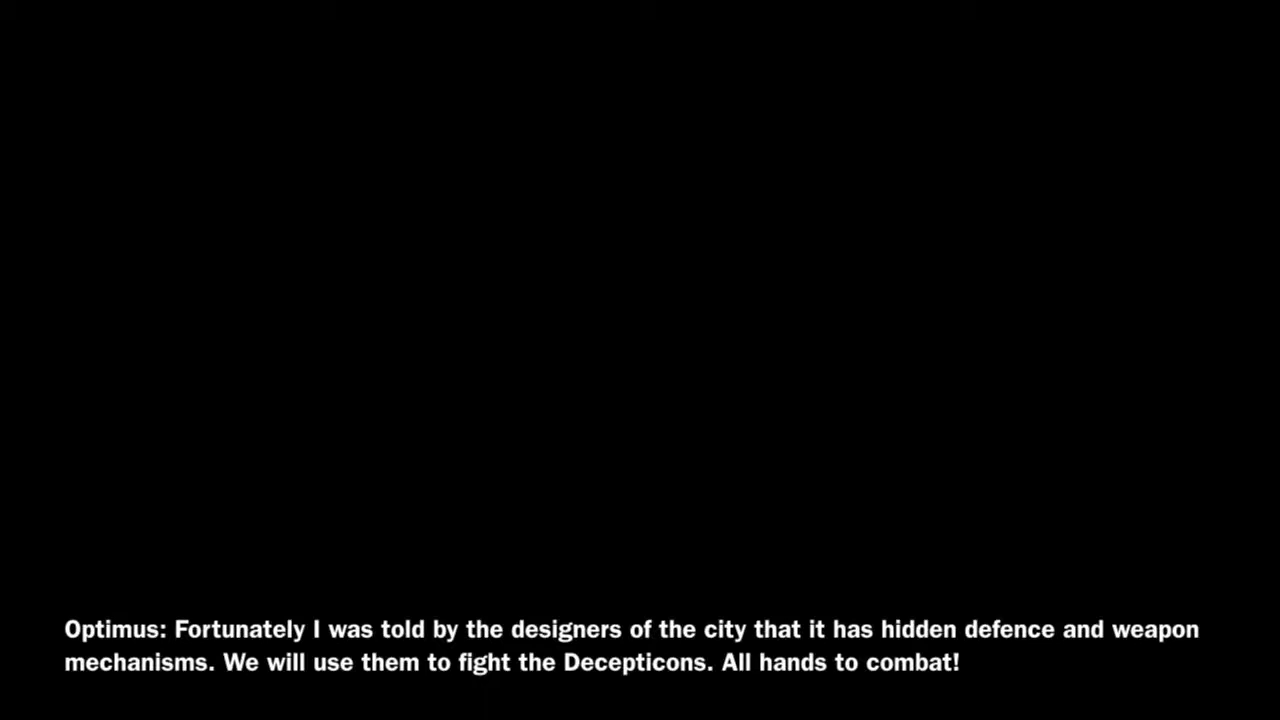 Optimus: Fortunately I was told by the designers of the city that it has hidden defence and weapon
mechanisms. We will use them to fight the Decepticons. All hands to combat!